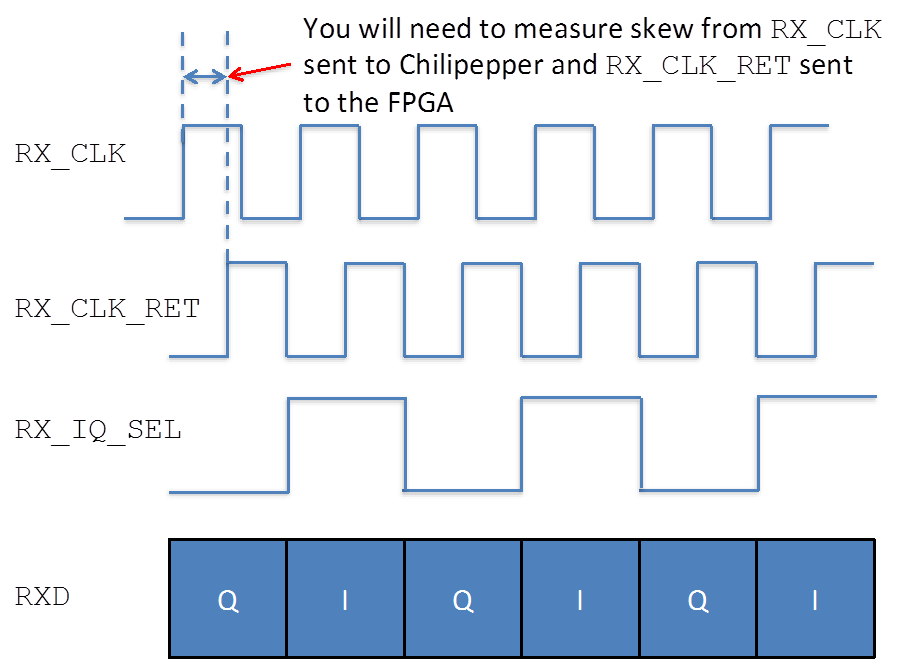 You will need to measure skew from RX_CLK
sent to Chilipepper and RX_CLK_RET sent
to the FPGA
RX_CLK
RX_CLK_RET
RX_IQ_SEL
RXD
Q I Q I Q I